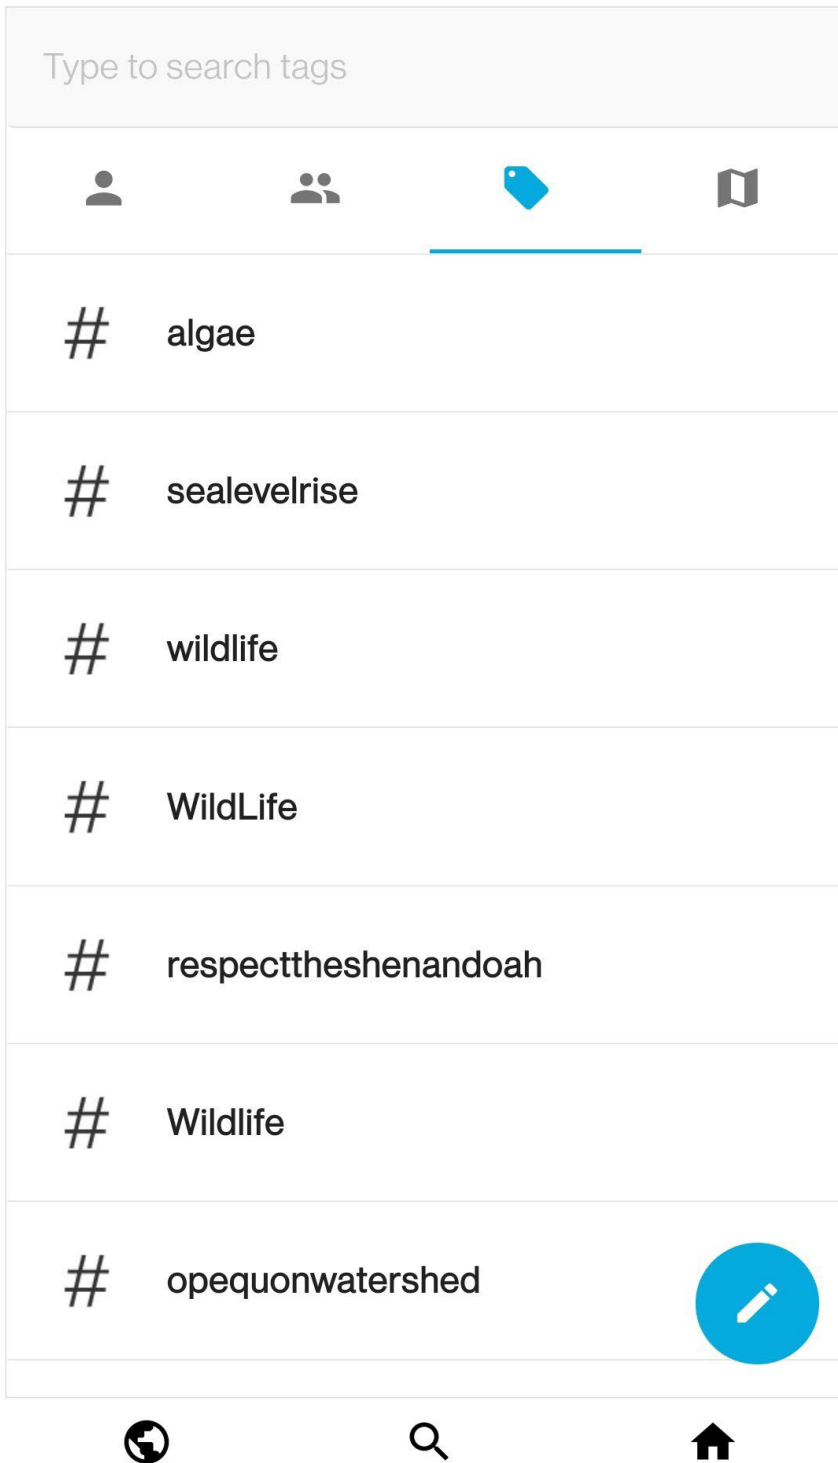 Type to search tags
# algae
# sealevelrise
# wildlife
# WildLife
# respecttheshenandoah
# Wildlife
# opequonwatershed